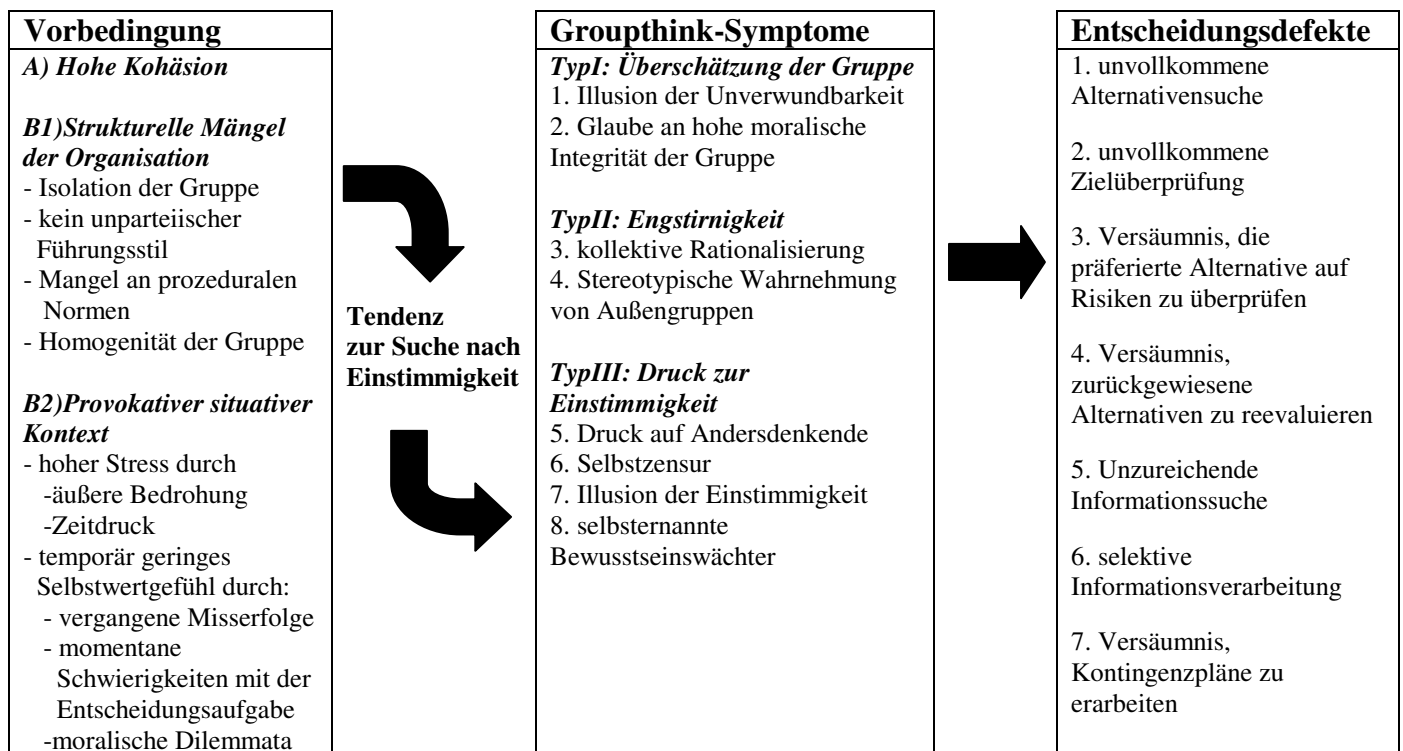 Vorbedingung
A) Hohe Kohäsion
B1)Strukturelle Mängel
der Organisation
- Isolation der Gruppe
- kein unparteiischer
Führungsstil
- Mangel an prozeduralen
Normen
- Homogenität der Gruppe
B2)Provokativer situativer
Kontext
- hoher Stress durch
-äußere Bedrohung
-Zeitdruck
- temporär geringes
Selbstwertgefühl durch:
- vergangene Misserfolge
- momentane
Schwierigkeiten mit der
Entscheidungsaufgabe
-moralische Dilemmata
Tendenz
zur Suche nach
Einstimmigkeit
Groupthink-Symptome
TypI: Überschätzung der Gruppe
1. Illusion der Unverwundbarkeit
2. Glaube an hohe moralische
Integrität der Gruppe
TypII: Engstirnigkeit
3. kollektive Rationalisierung
4. Stereotypische Wahrnehmung
von Außengruppen
TypIII: Druck zur
Einstimmigkeit
5. Druck auf Andersdenkende
6. Selbstzensur
7. Illusion der Einstimmigkeit
8. selbsternannte
Bewusstseinswächter
Entscheidungsdefekte
1. unvollkommene
Alternativensuche
2. unvollkommene
Zielüberprüfung
3. Versäumnis, die
präferierte Alternative auf
Risiken zu überprüfen
4. Versäumnis,
zurückgewiesene
Alternativen zu reevaluieren
5. Unzureichende
Informationssuche
6. selektive
Informationsverarbeitung
7. Versäumnis,
Kontingenzpläne zu
erarbeiten